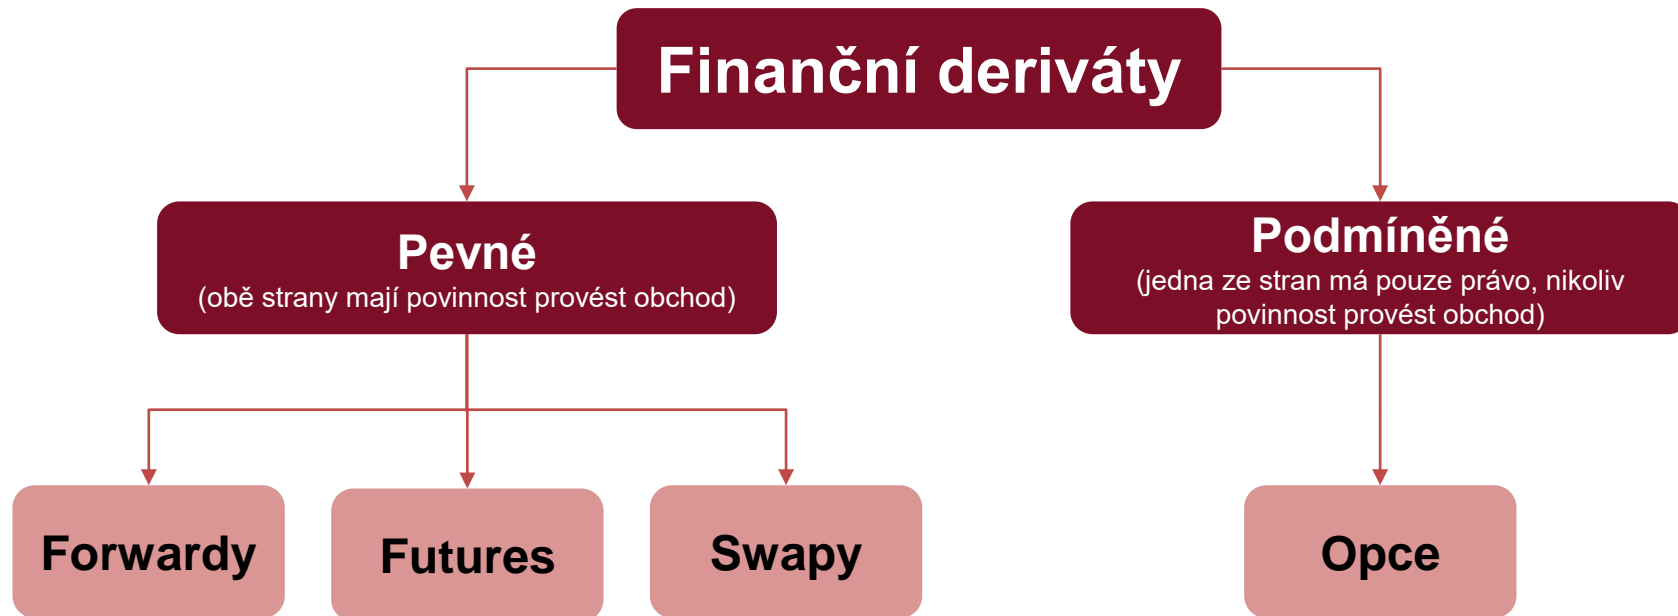 Finanční deriváty
Pevné
(obě strany mají povinnost provést obchod)
Podmíněné
(jedna ze stran má pouze právo, nikoliv
povinnost provést obchod)
Forwardy
Futures
Swapy
Opce